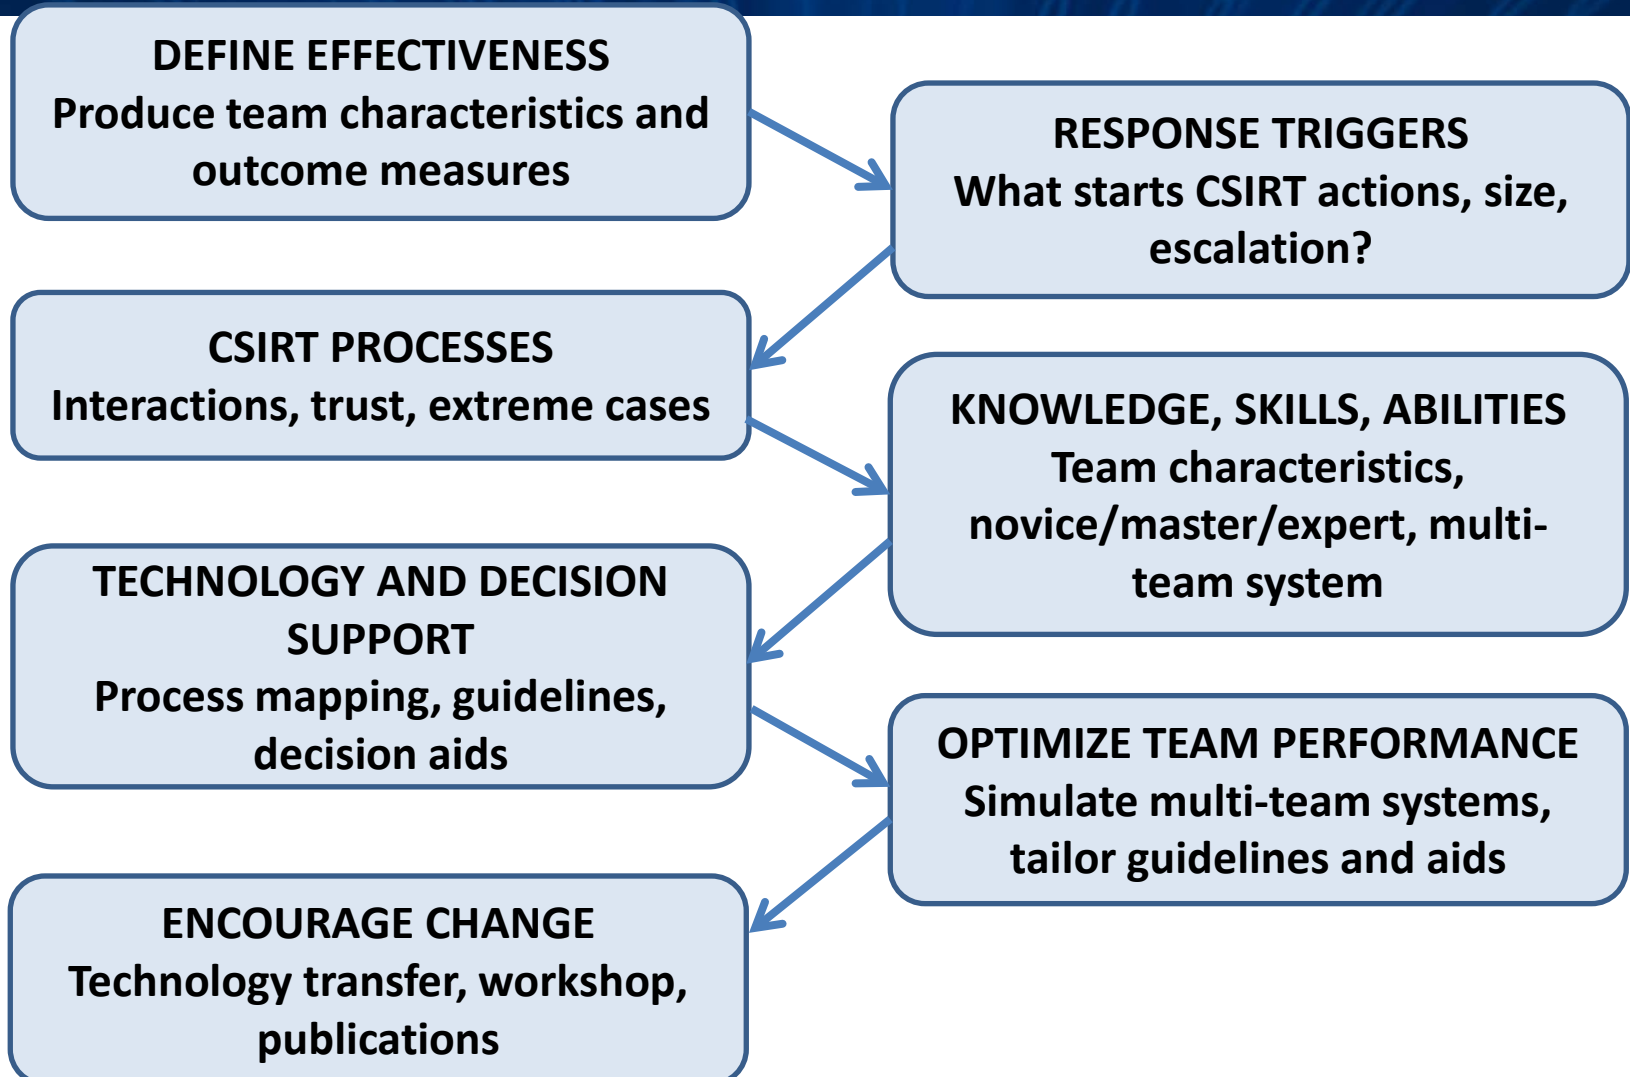 DEFINE EFFECTIVENESS
Produce team characteristics and
outcome measures
RESPONSE TRIGGERS
What starts CSIRT actions, size,
escalation?
CSIRT PROCESSES
Interactions, trust, extreme cases
KNOWLEDGE, SKILLS, ABILITIES
Team characteristics,
novice/master/expert, multi-
team system
TECHNOLOGY AND DECISION
SUPPORT
Process mapping, guidelines,
decision aids
OPTIMIZE TEAM PERFORMANCE
Simulate multi-team systems,
tailor guidelines and aids
ENCOURAGE CHANGE
Technology transfer, workshop,
publications